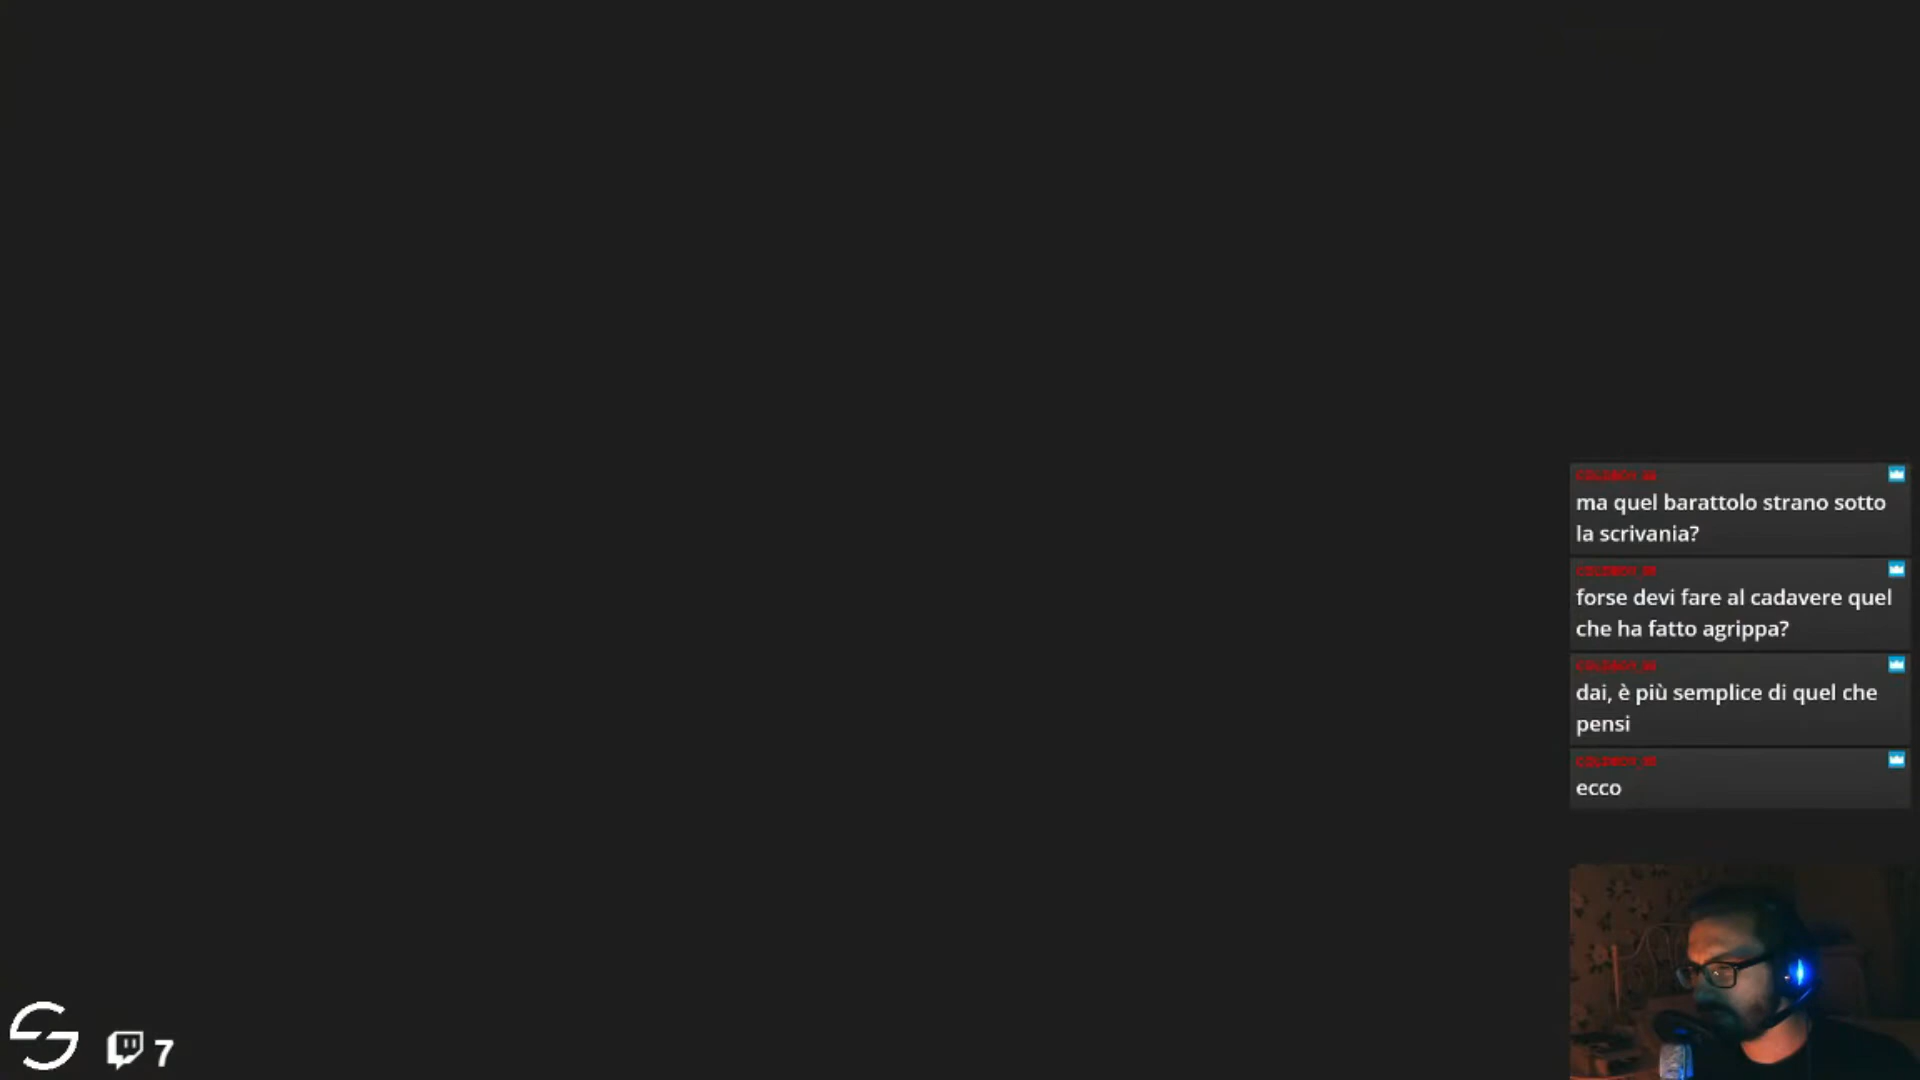 ma quel barattolo strano sotto
la scrivania?
forse devi fare al cadavere quel
che ha fatto agrippa?
dai, è più semplice di quel che
pensi
ecco
7